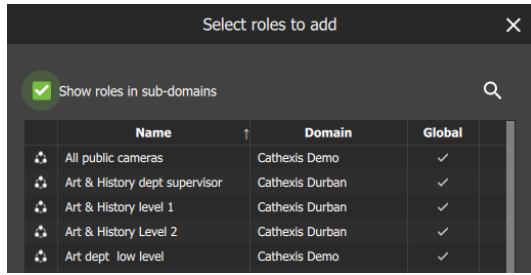 Select roles to add
Show roles in sub-domains
Name Domain Global
All public cameras Cathexis Demo
Art & History dept supervisor Cathexis Durban
Art & History level 1 Cathexis Durban
Art & History Level 2 Cathexis Durban
Art dept low level Cathexis Demo